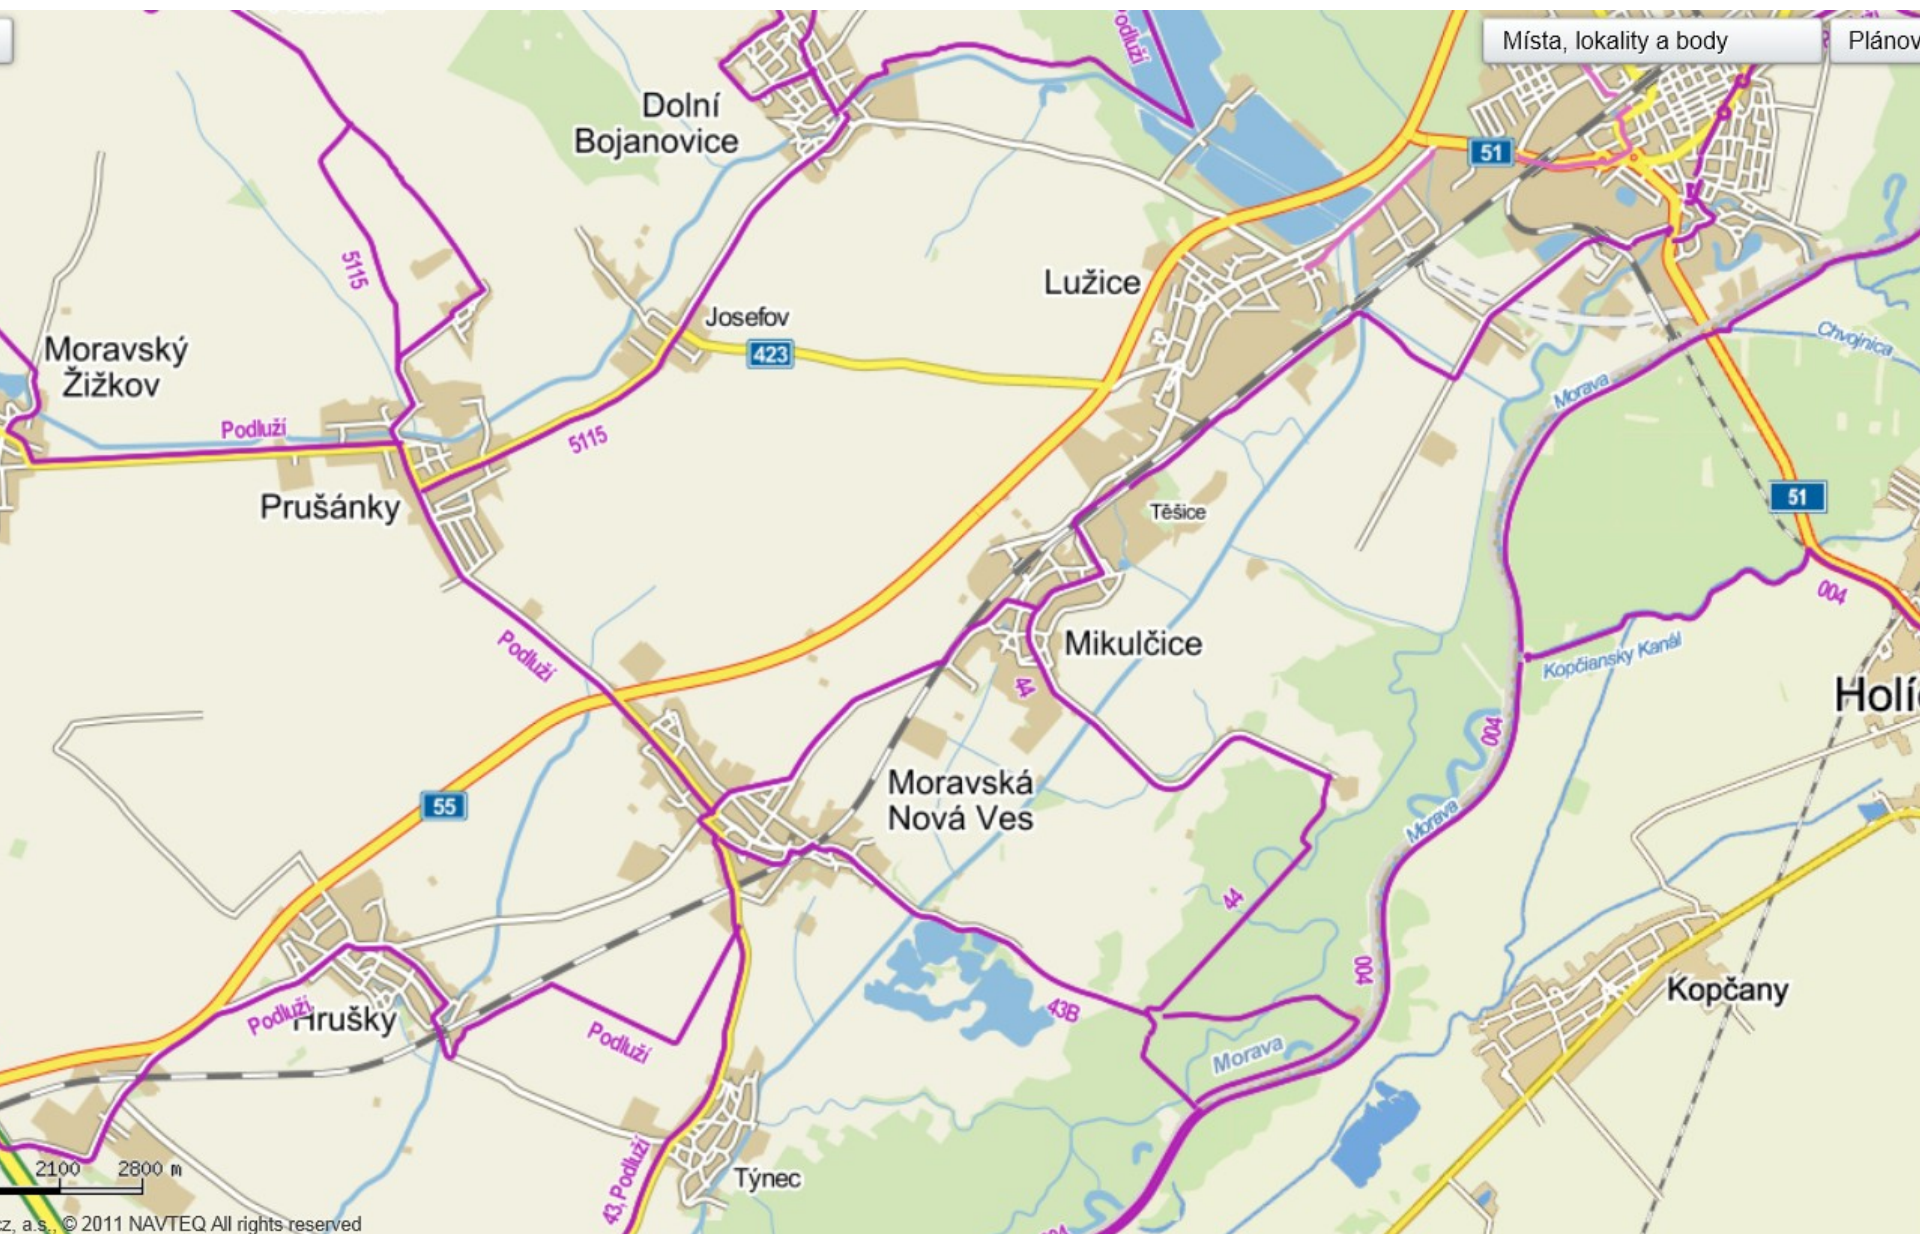 Místa, lokality a body
Plánov
Podluží
Dolní
Bojanovice
51
5115
Lužice
Josefov
423
Chvojnica
Moravský
Žižkov
Morava
Podluží
5115
51
Prušánky
Těšice
004
Podluží
Mikulčice
Kopčiansky Kanál
44
Holí
004
Moravská
Nová Ves
55
Morava
44
004
Kopčany
Podluží
Hrušky
43B
Podluží
Morava
2100
2800 m
43, Podluží
Týnec
cz, a.s., © 2011 NAVTEQ All rights reserved